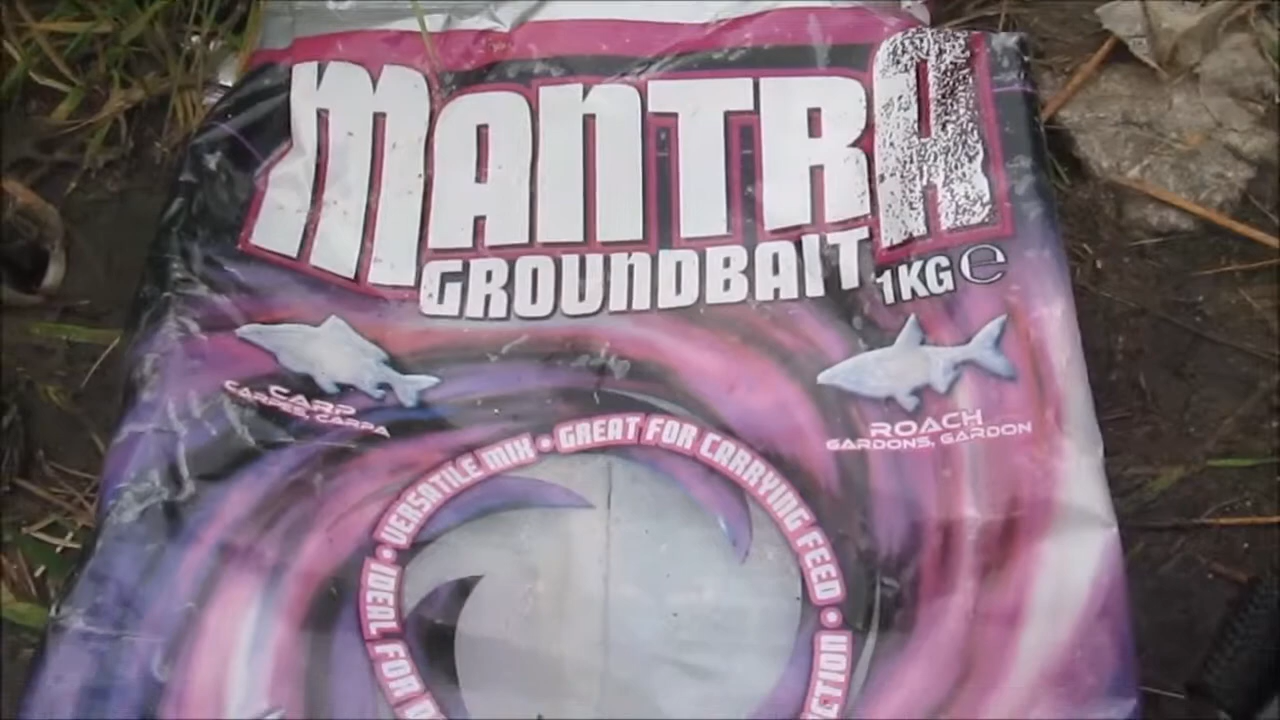 MANTRA
GROUNDBAIT 1KG e
CARP
CARPES, CARPA
ROACH
GARDONS, GARDON
IDEAL FOR • VERSATILE MIX • GREAT FOR CARRYING FEED •